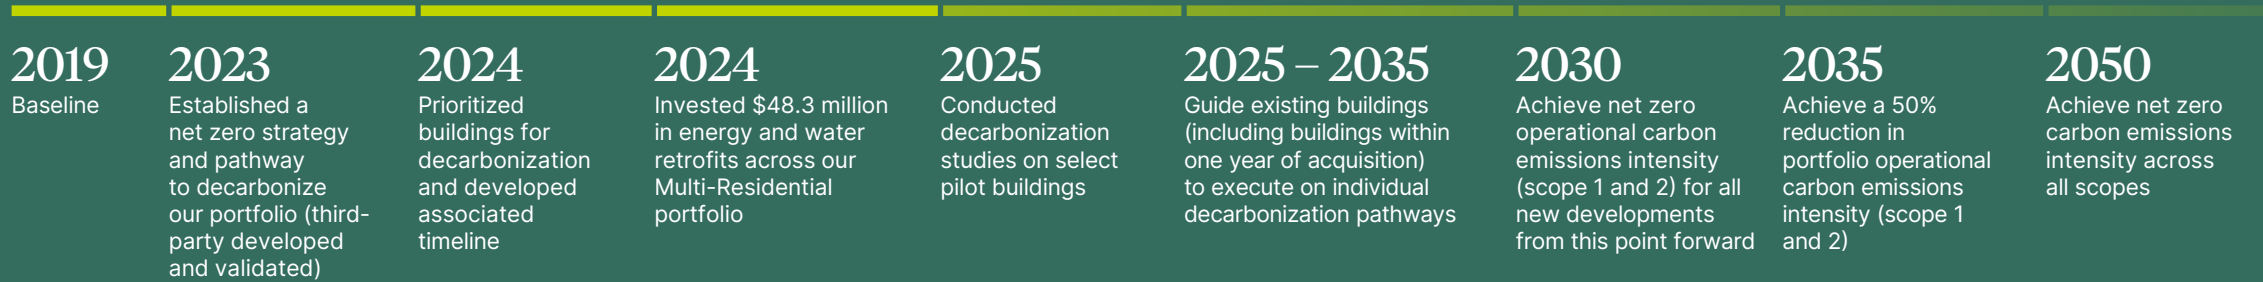 2019
Baseline
2023
Established a
net zero strategy
and pathway
to decarbonize
our portfolio (third-
party developed
and validated)
2024
Prioritized
buildings for
decarbonization
and developed
associated
timeline
2024
Invested $48.3 million
in energy and water
retrofits across our
Multi-Residential
portfolio
2025
Conducted
decarbonization
studies on select
pilot buildings
2025 – 2035
Guide existing buildings
(including buildings within
one year of acquisition)
to execute on individual
decarbonization pathways
2030
Achieve net zero
operational carbon
emissions intensity
(scope 1 and 2) for all
new developments
from this point forward
2035
Achieve a 50%
reduction in
portfolio operational
carbon emissions
intensity (scope 1
and 2)
2050
Achieve net zero
carbon emissions
intensity across
all scopes